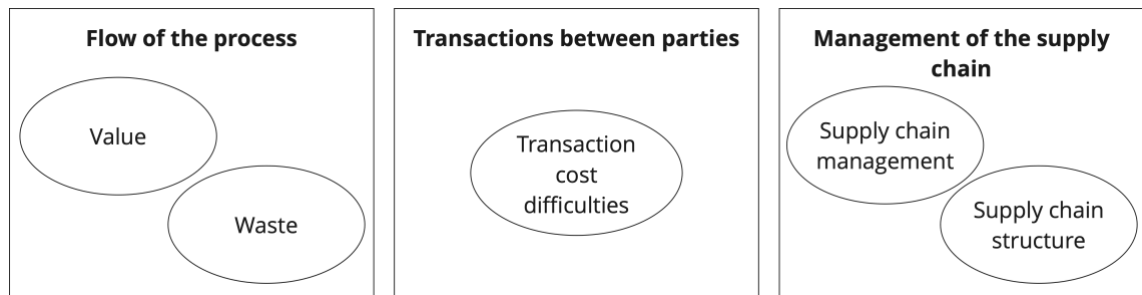 Flow of the process
Value
Waste
Transactions between parties
Transaction
cost
difficulties
Management of the supply
chain
Supply chain
management
Supply chain
structure